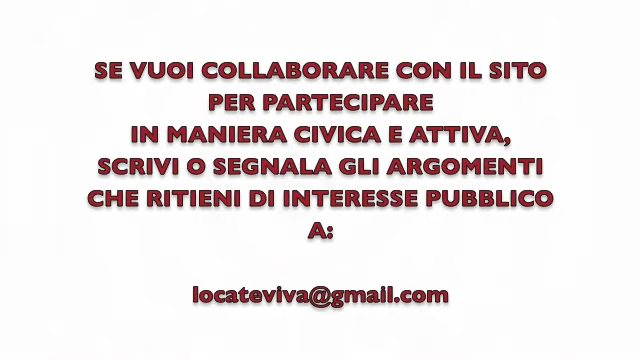 SE VUOI COLLABORARE CON IL SITO
PER PARTECIPARE
IN MANIERA CIVICA E ATTIVA,
SCRIVI O SEGNALA GLI ARGOMENTI
CHE RITIENI DI INTERESSE PUBBLICO
A:
locateviva@gmail.com